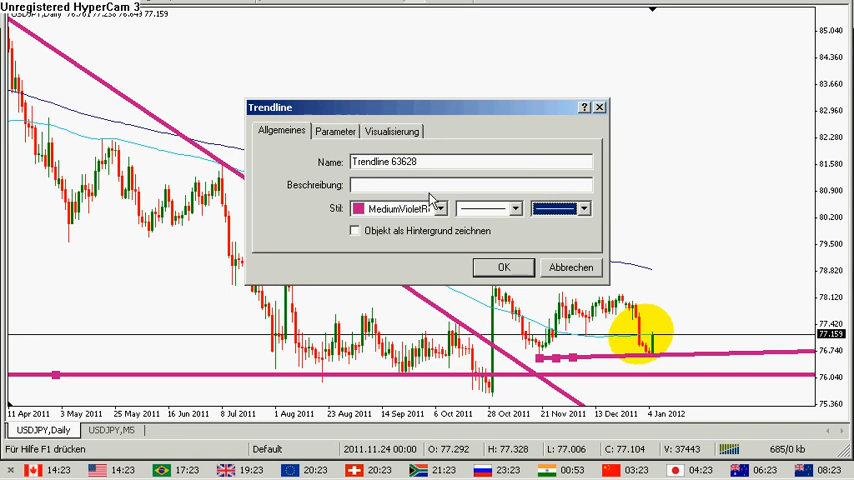 Unregistered HyperCam 3
USDJPY,Daily 76.761 77.238 76.649 77.159
85.040
84.340
83.660
82.960
82.280
81.580
80.890
80.200
79.500
78.820
78.120
77.420
77.159
76.740
76.040
75.360
Trendline
Allgemeines
Parameter
Visualisierung
Name:
Trendline 63628
Beschreibung:
Stil:
MediumVioletR
Objekt als Hintergrund zeichnen
OK
Abbrechen
11 Apr 2011
3 May 2011
25 May 2011
16 Jun 2011
8 Jul 2011
1 Aug 2011
23 Aug 2011
14 Sep 2011
6 Oct 2011
28 Oct 2011
21 Nov 2011
13 Dec 2011
4 Jan 2012
USDJPY,Daily
USDJPY,M5
Für Hilfe F1 drücken
Default
2011.11.24 00:00
O: 77.292
H: 77.328
L: 77.006
C: 77.104
V: 37443
685/0 kb
14:23
14:23
17:23
19:23
20:23
20:23
21:23
23:23
00:53
03:23
04:23
06:23
08:23